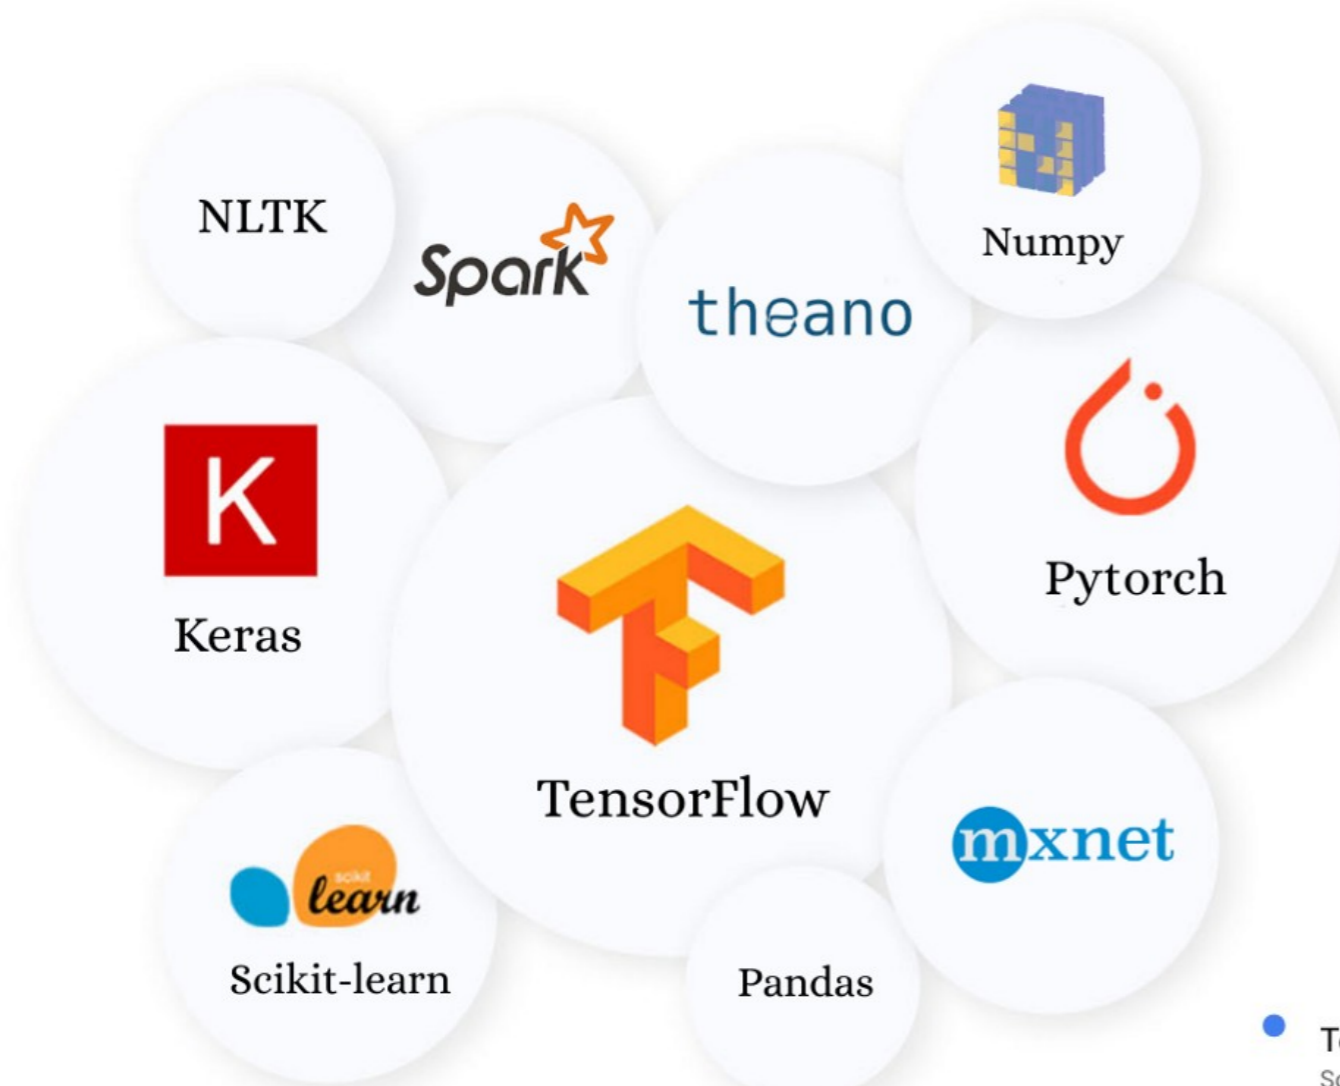 NLTK
Spark
theano
Numpy
K
Keras
TensorFlow
Pytorch
scikit
learn
Scikit-learn
mxnet
Pandas